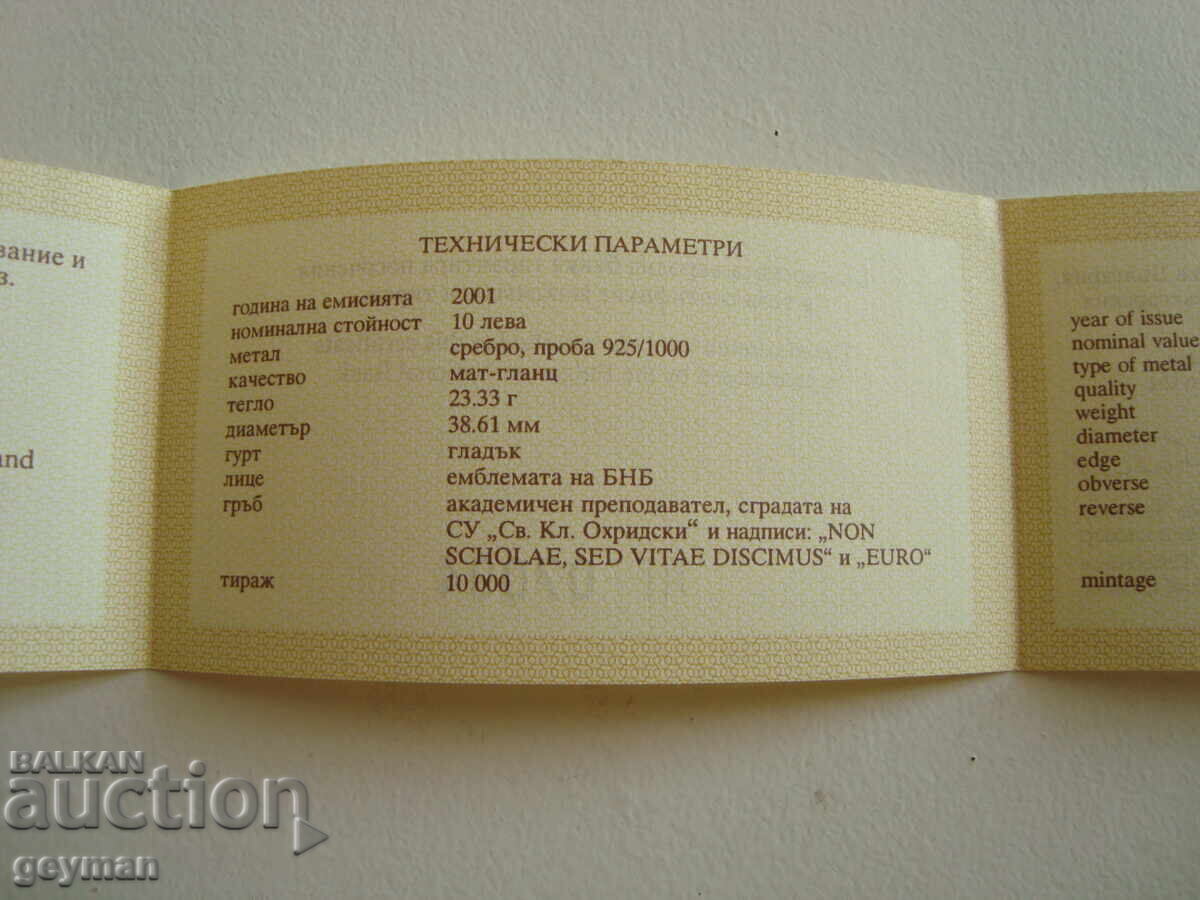 вание и
з.
and
ТЕХНИЧЕСКИ ПАРАМЕТРИ
година на емисията 2001
номинална стойност 10 лева
метал сребро, проба 925/1000
качество мат-гланц
тегло 23.33 г
диаметър 38.61 мм
гурт гладък
лице емблемата на БНБ
гръб академичен преподавател, сградата на
СУ „Св. Кл. Охридски“ и надписи: „NON
SCHOLAE, SED VITAE DISCIMUS“ и „EURO“
тираж 10 000
year of issue
nominal value
type of metal
quality
weight
diameter
edge
obverse
reverse
mintage
BALKAN
auction
geyman